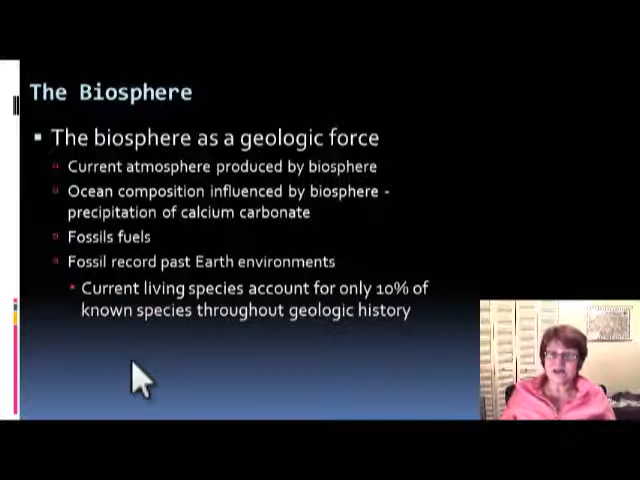 The Biosphere
The biosphere as a geologic force
Current atmosphere produced by biosphere
Ocean composition influenced by biosphere -
precipitation of calcium carbonate
Fossils fuels
Fossil record past Earth environments
Current living species account for only 10% of
known species throughout geologic history